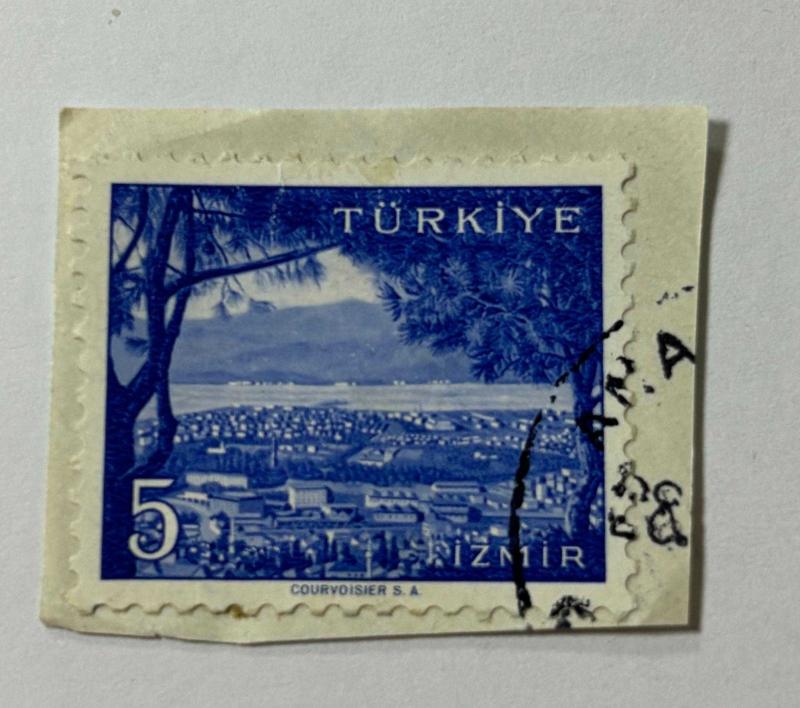 TÜRKİYE
5
İZMİR
COURVOISIER S. A.